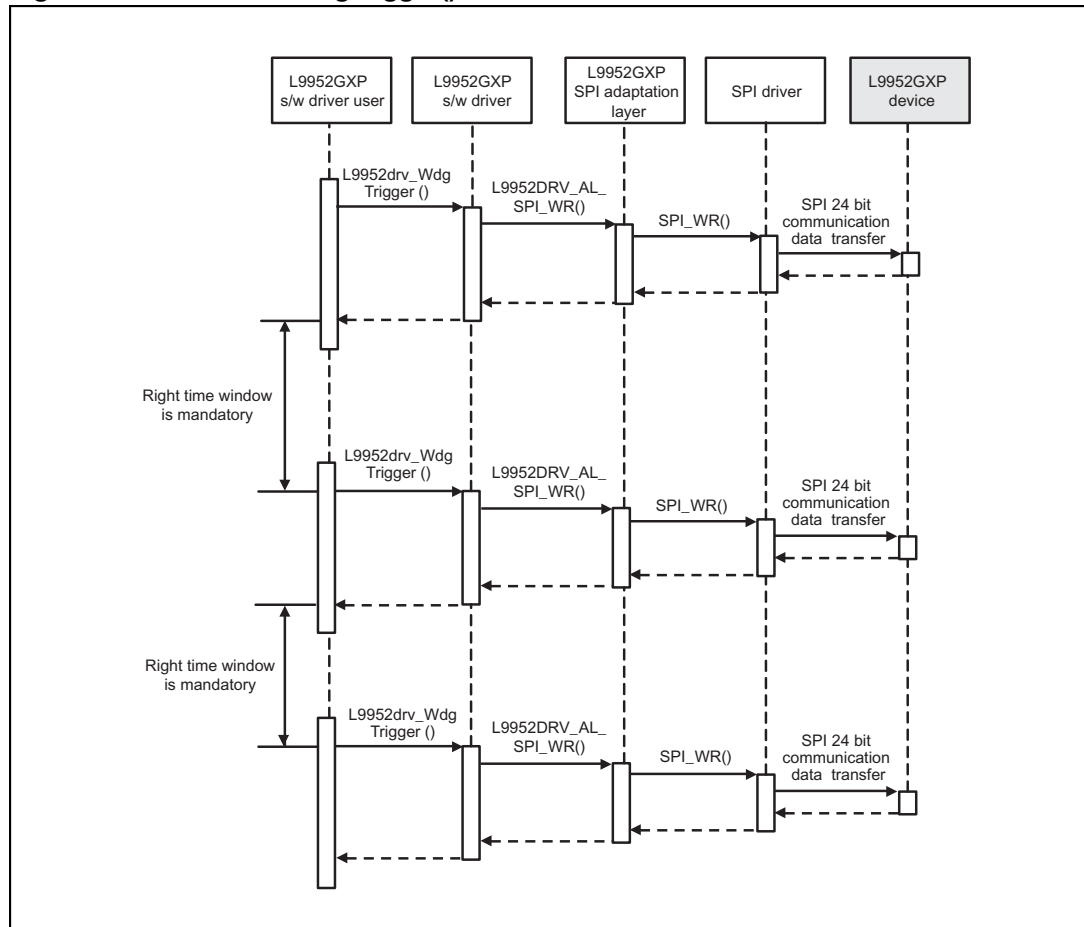 L9952GXP
s/w driver user
L9952GXP
s/w driver
L9952GXP
SPI adaptation
layer
SPI driver
L9952GXP
device
L9952drv_Wdg
Trigger ()
L9952DRV_AL_
SPI_WR()
SPI_WR()
SPI 24 bit
communication
data transfer
Right time window
is mandatory
L9952drv_Wdg
Trigger ()
L9952DRV_AL_
SPI_WR()
SPI_WR()
SPI 24 bit
communication
data transfer
Right time window
is mandatory
L9952drv_Wdg
Trigger ()
L9952DRV_AL_
SPI_WR()
SPI_WR()
SPI 24 bit
communication
data transfer